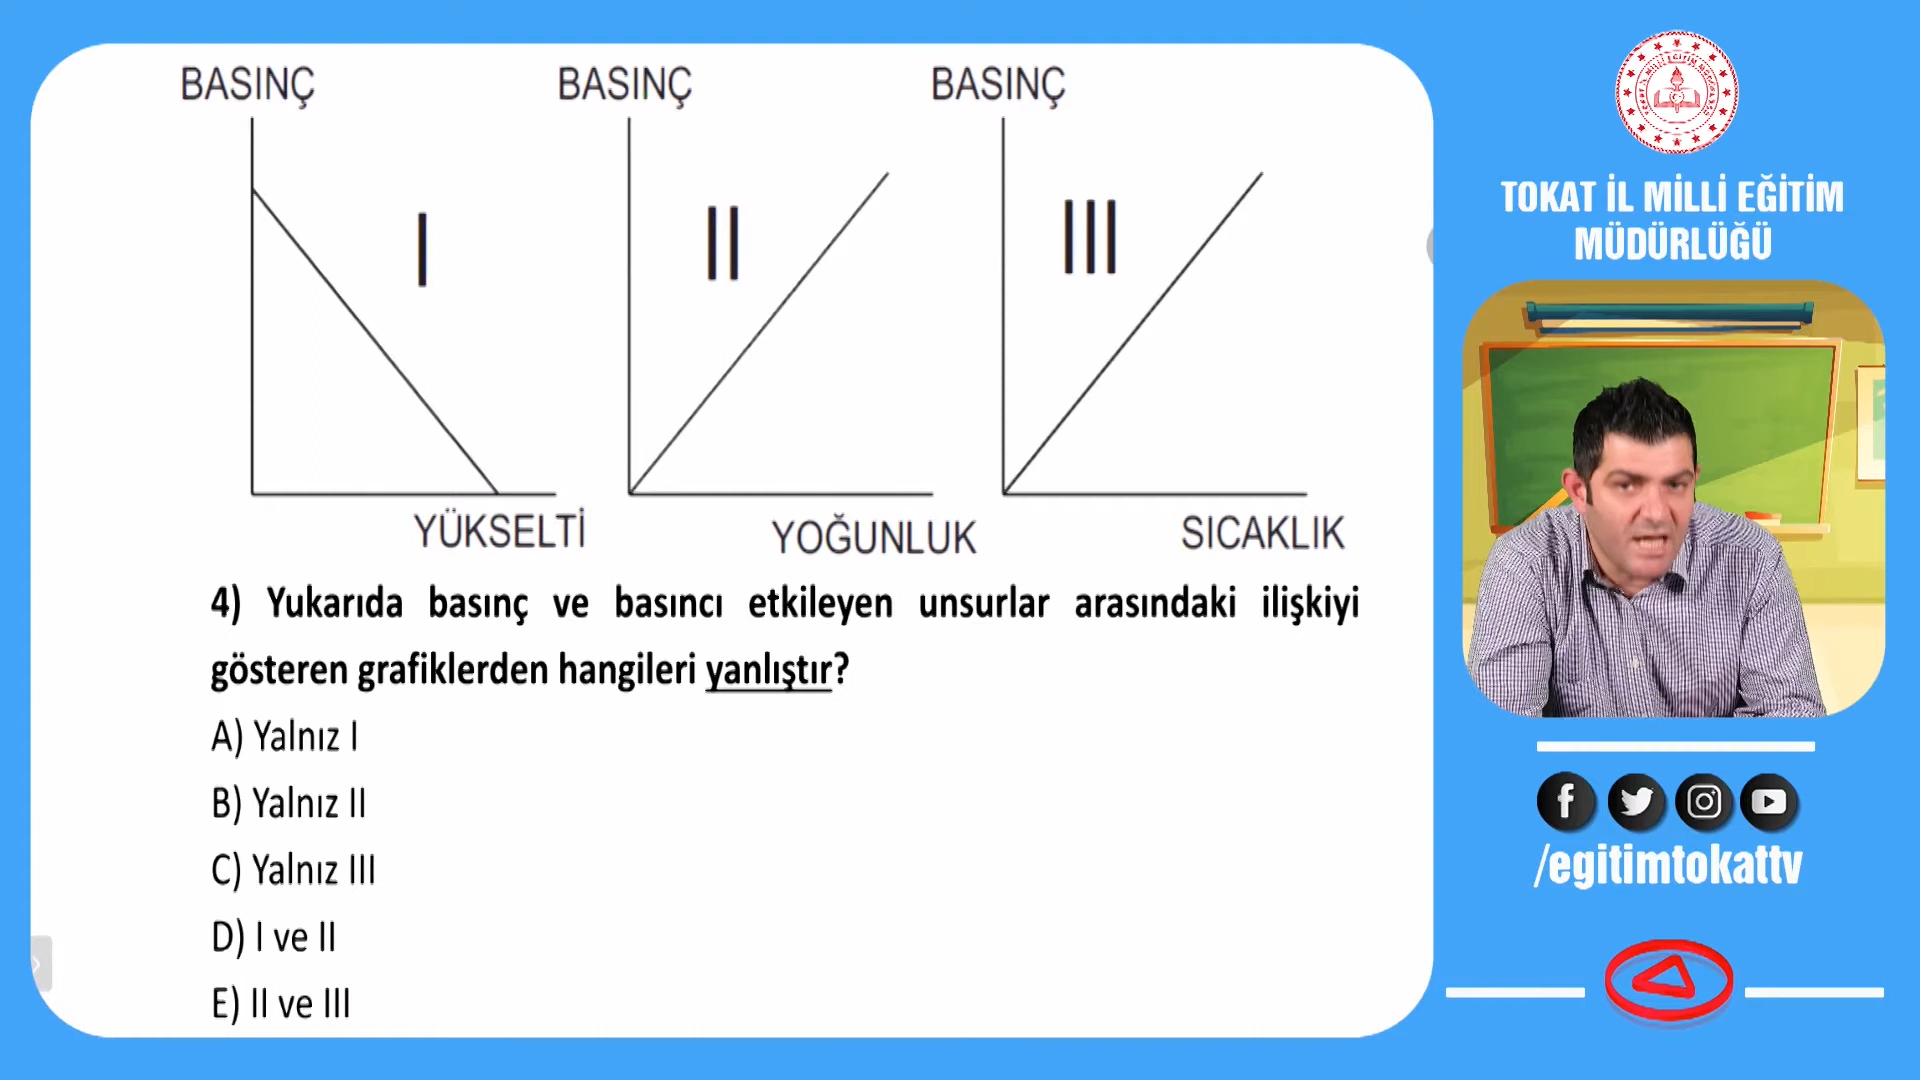 BASINÇ
BASINÇ
BASINÇ
I
II
III
YÜKSELTİ
YOĞUNLUK
SICAKLIK
4) Yukarıda basınç ve basıncı etkileyen unsurlar arasındaki ilişkiyi
gösteren grafiklerden hangileri yanlıştır?
A) Yalnız I
B) Yalnız II
C) Yalnız III
D) I ve II
E) II ve III
TOKAT İL MİLLİ EĞİTİM
MÜDÜRLÜĞÜ
/egitimtokattv